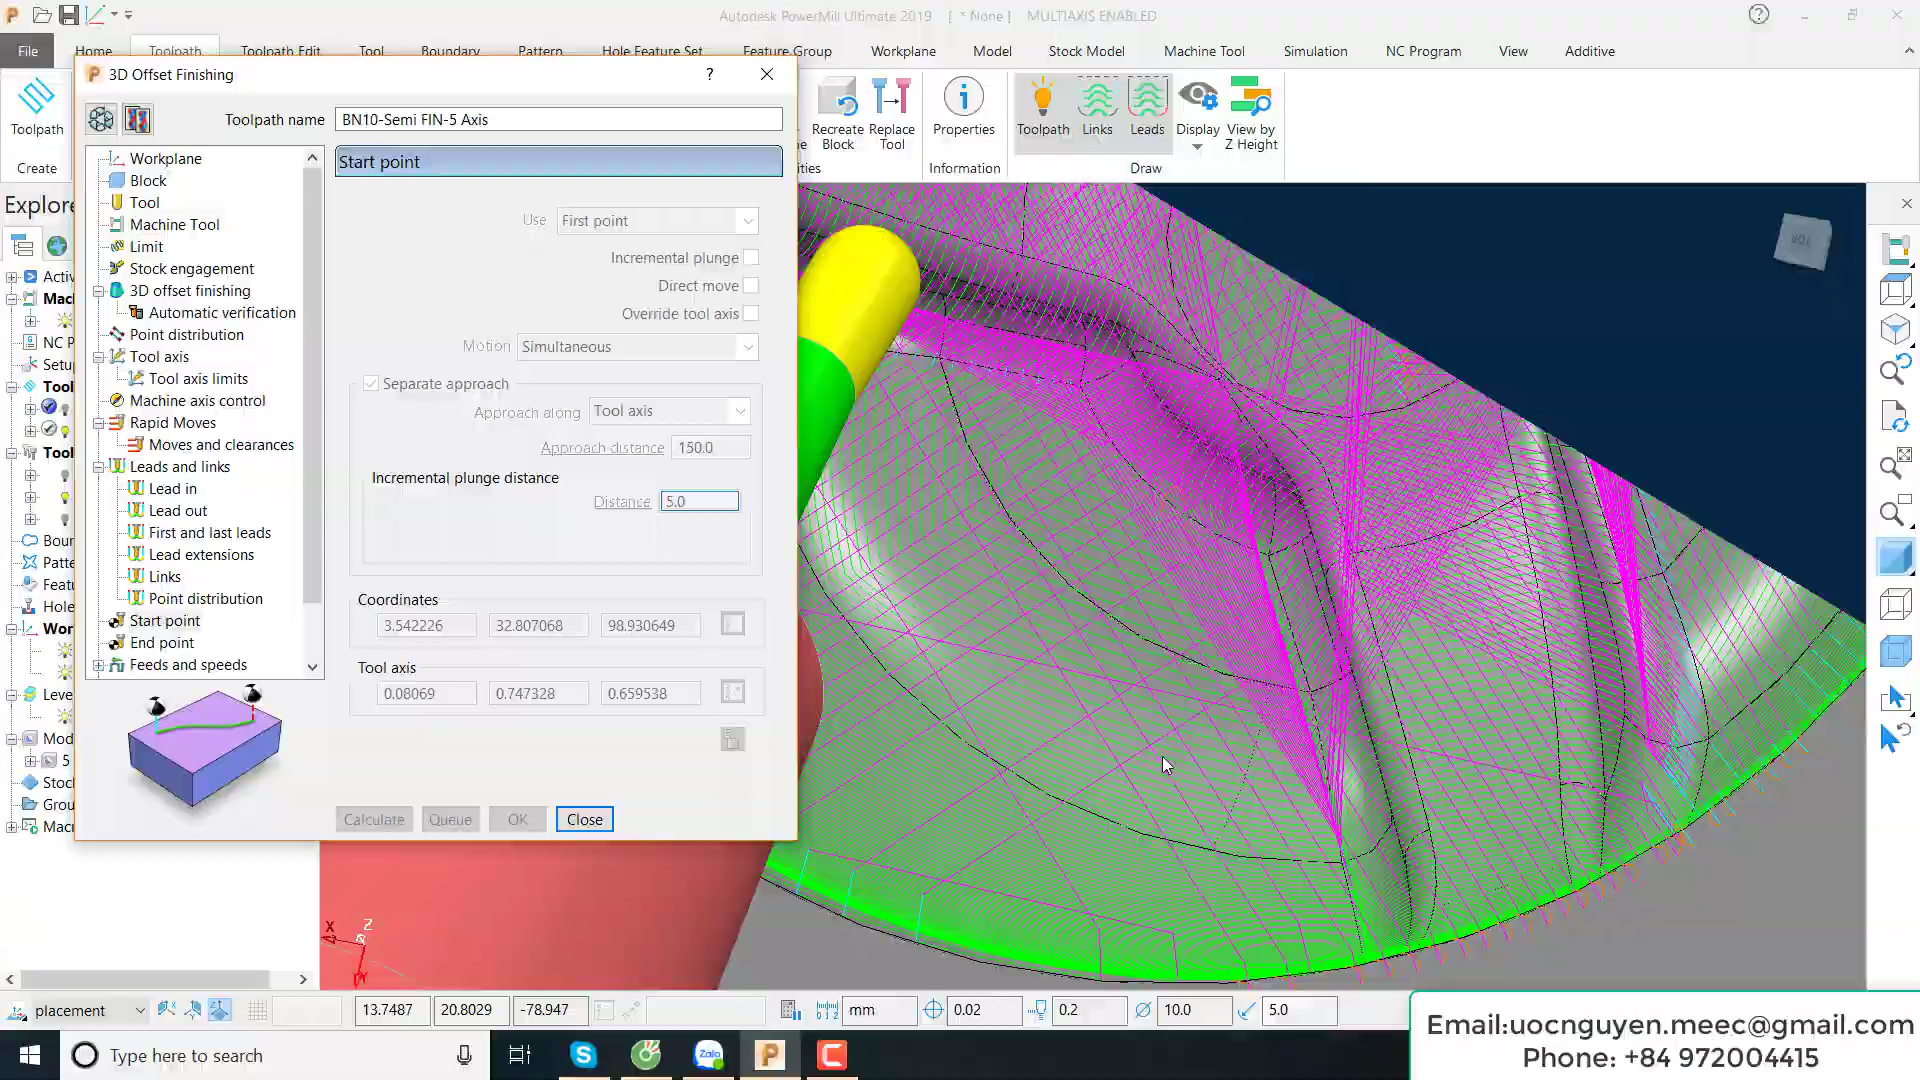 Autodesk PowerMill Ultimate 2019 [ * None ] MULTIAXIS ENABLED
File Home Toolpath Toolpath Edit Tool Boundary Pattern Hole Feature Set Feature Group Workplane Model Stock Model Machine Tool Simulation NC Program View Additive
3D Offset Finishing ?
Toolpath
Create
Recreate Block
Replace Tool
Properties
Information
Toolpath Links Leads
Display
View by Z Height
Draw
Toolpath name BN10-Semi FIN-5 Axis
Workplane
Block
Tool
Machine Tool
Limit
Stock engagement
3D offset finishing
Automatic verification
Point distribution
Tool axis
Tool axis limits
Machine axis control
Rapid Moves
Moves and clearances
Leads and links
Lead in
Lead out
First and last leads
Lead extensions
Links
Point distribution
Start point
End point
Feeds and speeds
Start point
Use First point
Incremental plunge
Direct move
Override tool axis
Motion Simultaneous
Separate approach
Approach along Tool axis
Approach distance 150.0
Incremental plunge distance
Distance 5.0
Coordinates
3.542226 32.807068 98.930649
Tool axis
0.08069 0.747328 0.659538
Calculate Queue OK Close
X Z
placement 13.7487 20.8029 -78.947 mm 0.02 0.2 10.0 5.0
Type here to search
Zalo
Email:uocnguyen.meec@gmail.com
Phone: +84 972004415